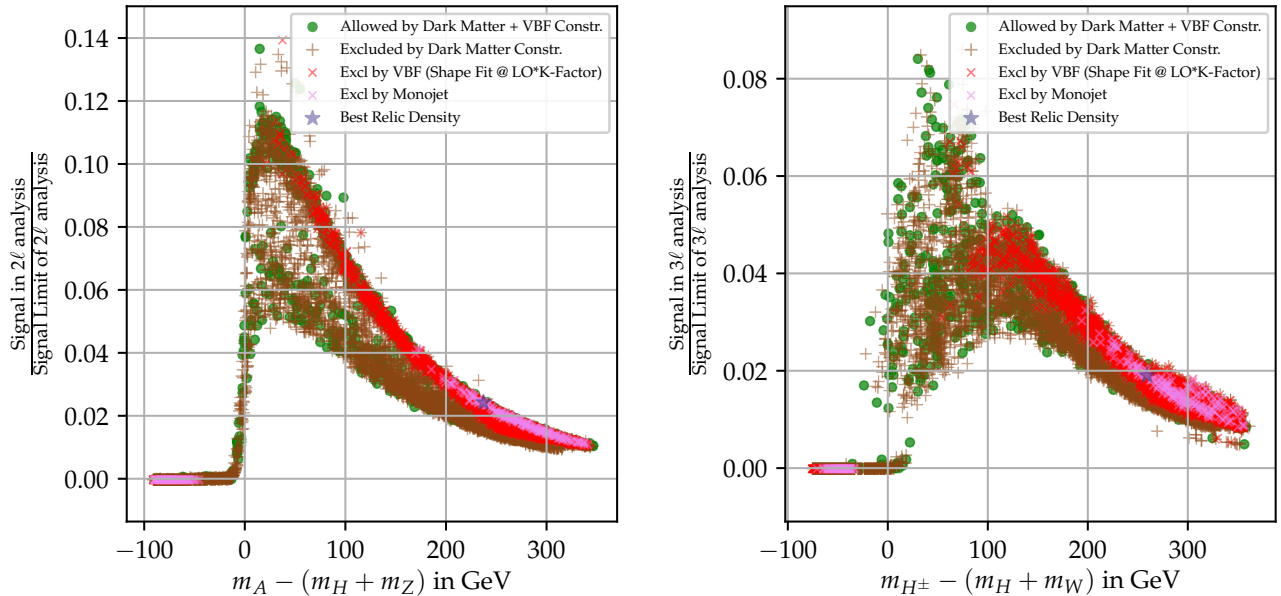 0.14
0.12
0.10
0.08
0.06
0.04
0.02
0.00
Signal in 2ℓ analysis
Signal Limit of 2ℓ analysis
Allowed by Dark Matter + VBF Constr.
Excluded by Dark Matter Constr.
Excl by VBF (Shape Fit @ LO*K-Factor)
Excl by Monojet
Best Relic Density
−100 0 100 200 300
m_A − (m_H + m_Z) in GeV
0.08
0.06
0.04
0.02
0.00
Signal in 3ℓ analysis
Signal Limit of 3ℓ analysis
Allowed by Dark Matter + VBF Constr.
Excluded by Dark Matter Constr.
Excl by VBF (Shape Fit @ LO*K-Factor)
Excl by Monojet
Best Relic Density
−100 0 100 200 300
m_{H^±} − (m_H + m_W) in GeV